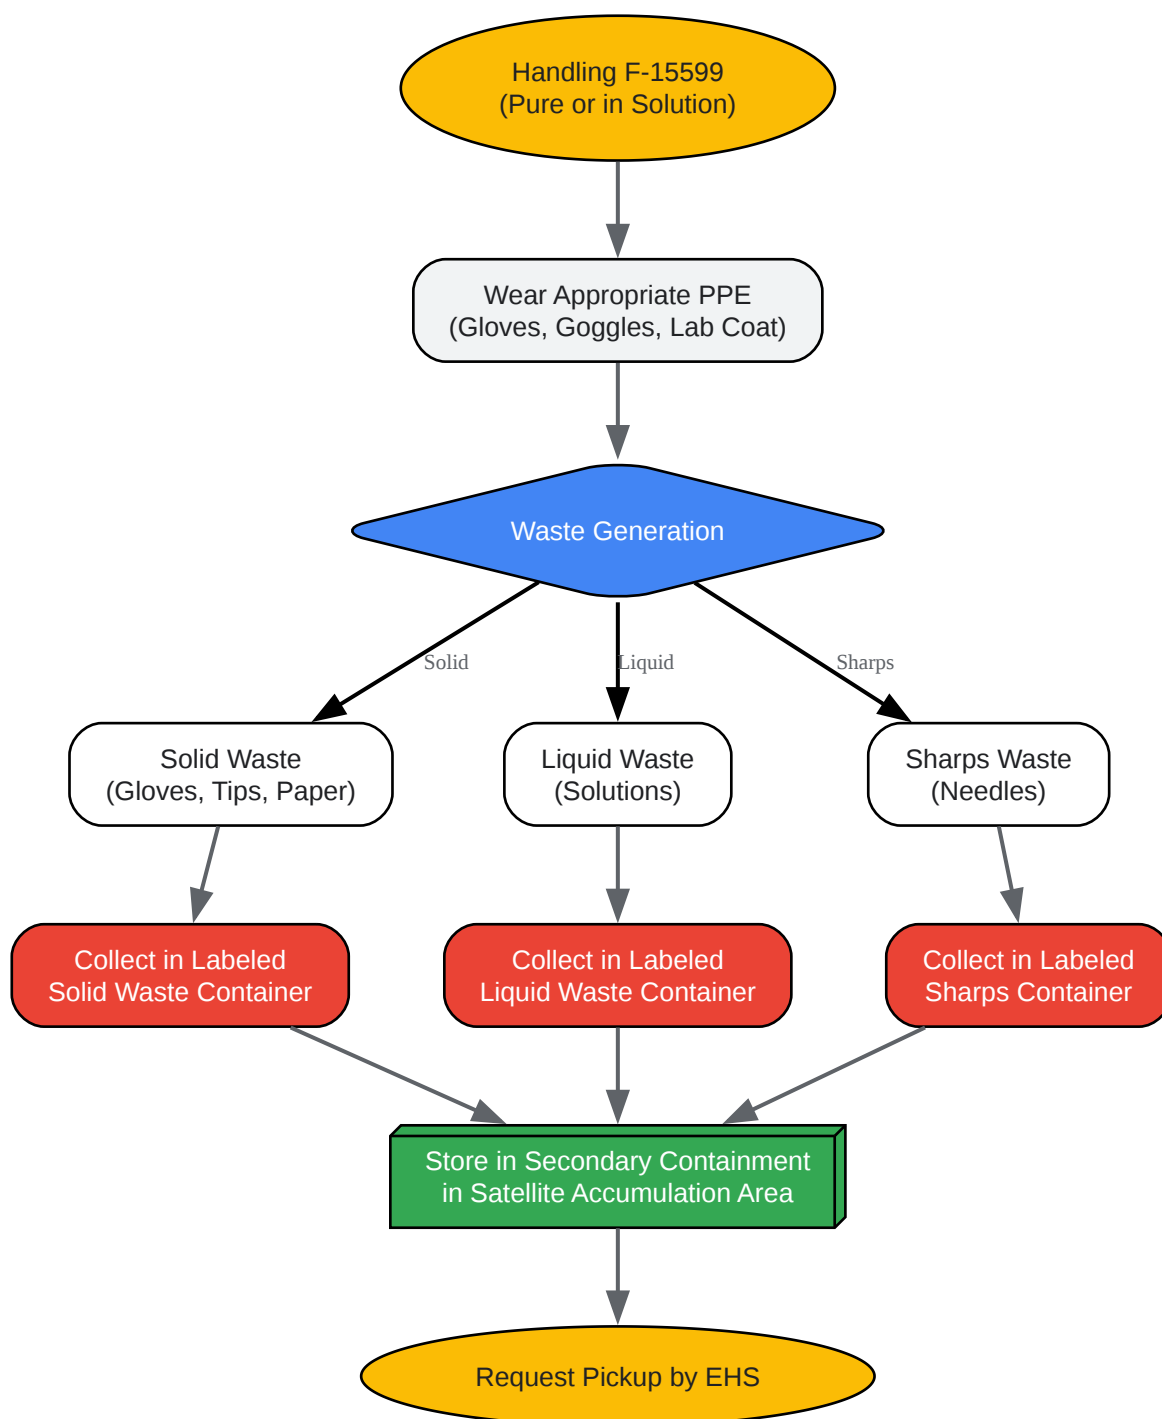 Handling F-15599
(Pure or in Solution)
Wear Appropriate PPE
(Gloves, Goggles, Lab Coat)
Waste Generation
Solid
Liquid
Sharps
Solid Waste
(Gloves, Tips, Paper)
Liquid Waste
(Solutions)
Sharps Waste
(Needles)
Collect in Labeled
Solid Waste Container
Collect in Labeled
Liquid Waste Container
Collect in Labeled
Sharps Container
Store in Secondary Containment
in Satellite Accumulation Area
Request Pickup by EHS